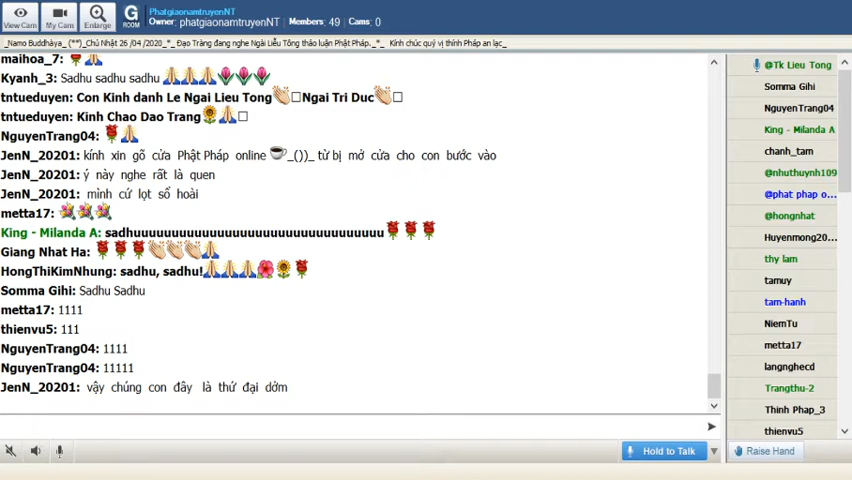 View Cam
My Cam
Enlarge
G
ROOM
PhatgiaonamtruyenNT
Owner: phatgiaonamtruyenNT Members: 49 Cams: 0
_Namo Buddhàya_ (**)_Chủ Nhật 26 /04 /2020_*_ Đạo Tràng đang nghe Ngài Liễu Tông thảo luận Phật Pháp._*_ Kính chúc quý vị thính Pháp an lạc_
maihoa_7: 🌹🙏
Kyanh_3: Sadhu sadhu sadhu 🙏🙏🙏🌷🌷🌷
tntueduyen: Con Kinh danh Le Ngai Lieu Tong👏□Ngai Tri Duc👏□
tntueduyen: Kinh Chao Dao Trang🌻🙏□
NguyenTrang04: 🌹🙏
JenN_20201: kính xin gõ cửa Phật Pháp online ☕_())_ từ bị mở cửa cho con bước vào
JenN_20201: ý này nghe rất là quen
JenN_20201: mình cứ lọt sổ hoài
metta17: 💐💐💐
King - Milanda A: sadhuuuuuuuuuuuuuuuuuuuuuuuuuuuuuuuuu🌹🌹🌹
Giang Nhat Ha: 🌹🌹🌹👏👏👏🙏
HongThiKimNhung: sadhu, sadhu!🙏🙏🙏🌺🌻🌹
Somma Gihi: Sadhu Sadhu
metta17: 1111
thienvu5: 111
NguyenTrang04: 1111
NguyenTrang04: 11111
JenN_20201: vậy chúng con đây là thứ đại dởm
@Tk Lieu Tong
Somma Gihi
NguyenTrang04
King - Milanda A
chanh_tam
@nhuthuynh109
@phat phap o...
@hongnhat
Huyenmong20...
thy lam
tamuy
tam-hanh
NiemTu
metta17
langnghecd
Trangthu-2
Thinh Phap_3
thienvu5
Hold to Talk
Raise Hand